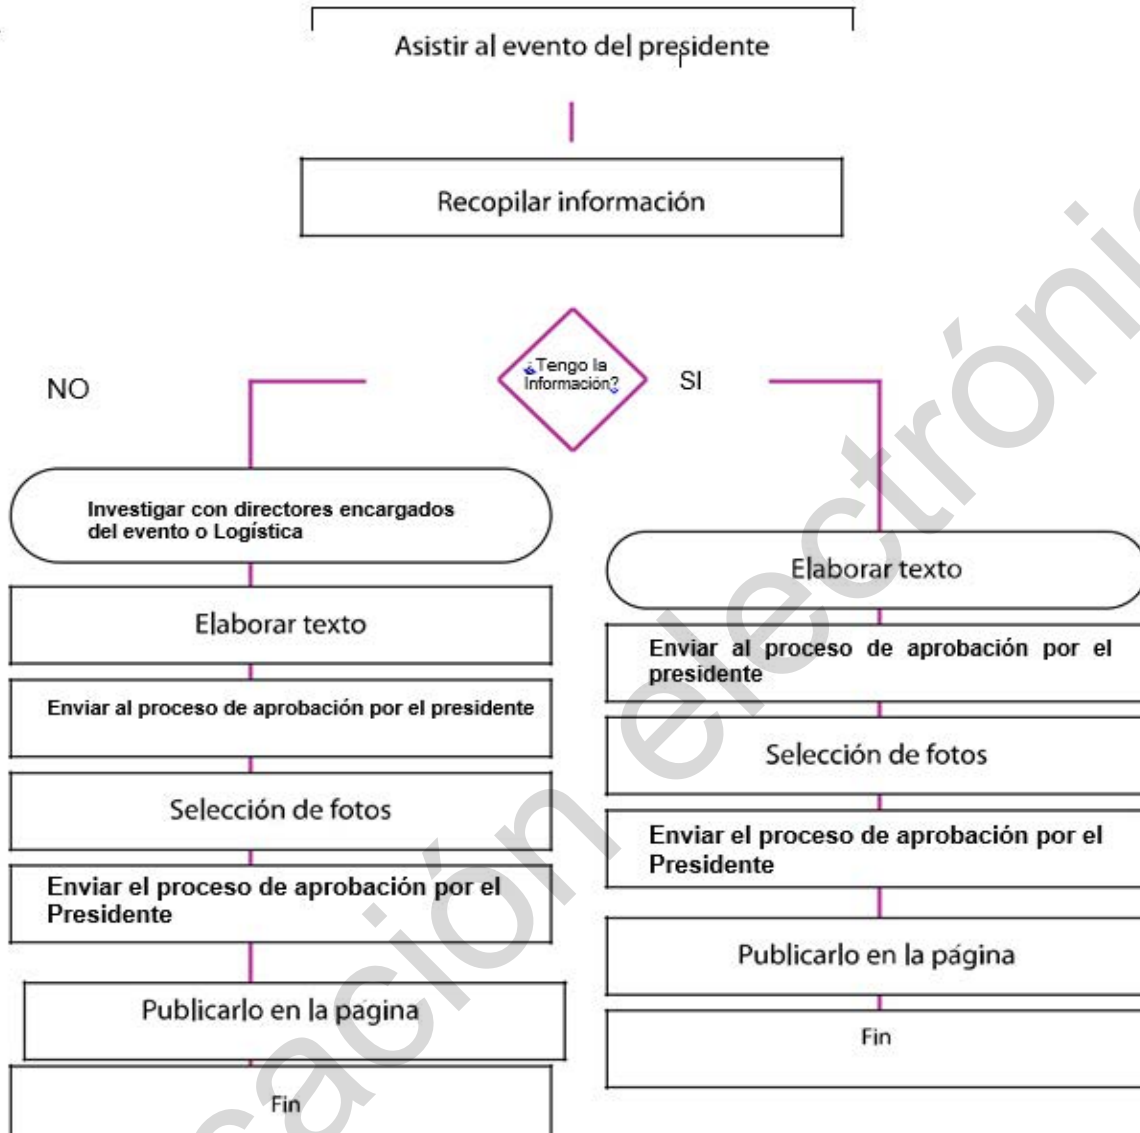 Asistir al evento del presidente
Recopilar información
¿Tengo la
Información?
NO
SI
Investigar con directores encargados
del evento o Logística
Elaborar texto
Enviar al proceso de aprobación por el presidente
Selección de fotos
Enviar el proceso de aprobación por el
Presidente
Publicarlo en la página
Fin
Elaborar texto
Enviar al proceso de aprobación por el
presidente
Selección de fotos
Enviar el proceso de aprobación por el
Presidente
Publicarlo en la página
Fin